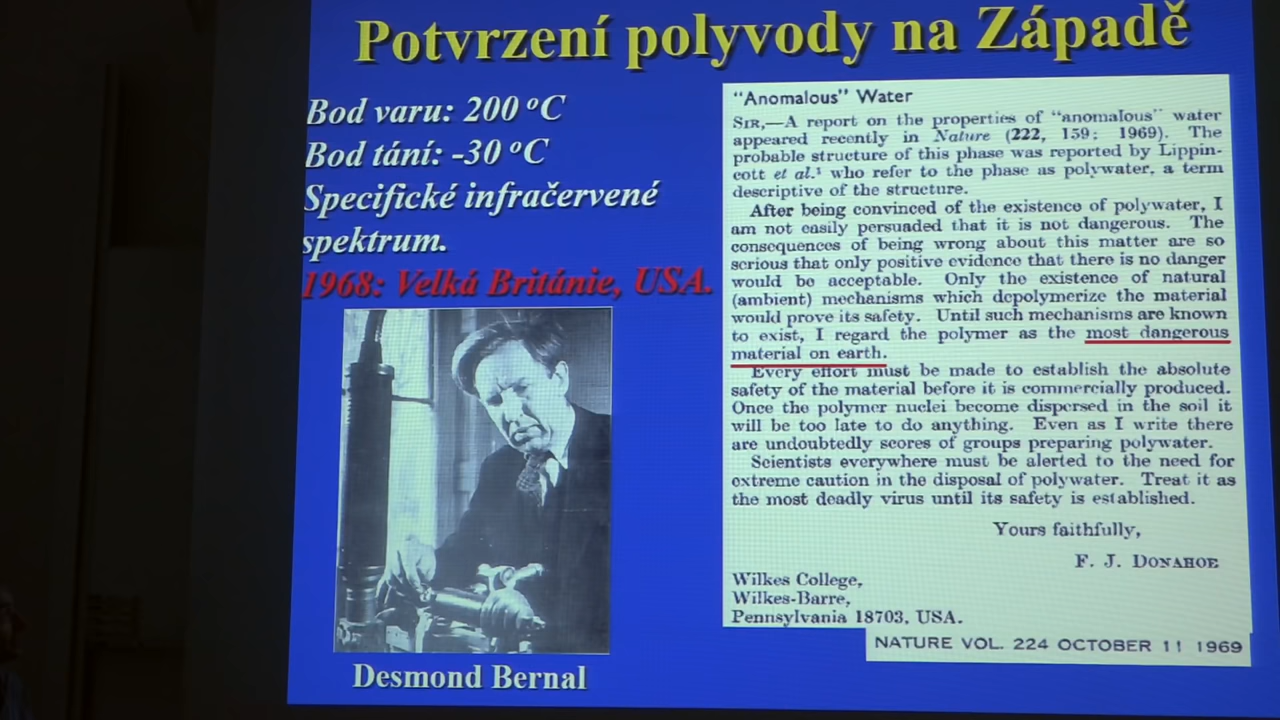 Potvrzení polyvody na Západě
Bod varu: 200 ºC
Bod tání: -30 ºC
Specifické infračervené
spektrum.
1968: Velká Británie, USA.
Desmond Bernal
“Anomalous” Water
SIR,—A report on the properties of “anomalous” water
appeared recently in Nature (222, 159; 1969). The
probable structure of this phase was reported by Lippin-
cott et al.¹ who refer to the phase as polywater, a term
descriptive of the structure.
After being convinced of the existence of polywater, I
am not easily persuaded that it is not dangerous. The
consequences of being wrong about this matter are so
serious that only positive evidence that there is no danger
would be acceptable. Only the existence of natural
(ambient) mechanisms which depolymerize the material
would prove its safety. Until such mechanisms are known
to exist, I regard the polymer as the most dangerous
material on earth.
Every effort must be made to establish the absolute
safety of the material before it is commercially produced.
Once the polymer nuclei become dispersed in the soil it
will be too late to do anything. Even as I write there
are undoubtedly scores of groups preparing polywater.
Scientists everywhere must be alerted to the need for
extreme caution in the disposal of polywater. Treat it as
the most deadly virus until its safety is established.
Yours faithfully,
F. J. DONAHOE
Wilkes College,
Wilkes-Barre,
Pennsylvania 18703, USA.
NATURE VOL. 224 OCTOBER 11 1969